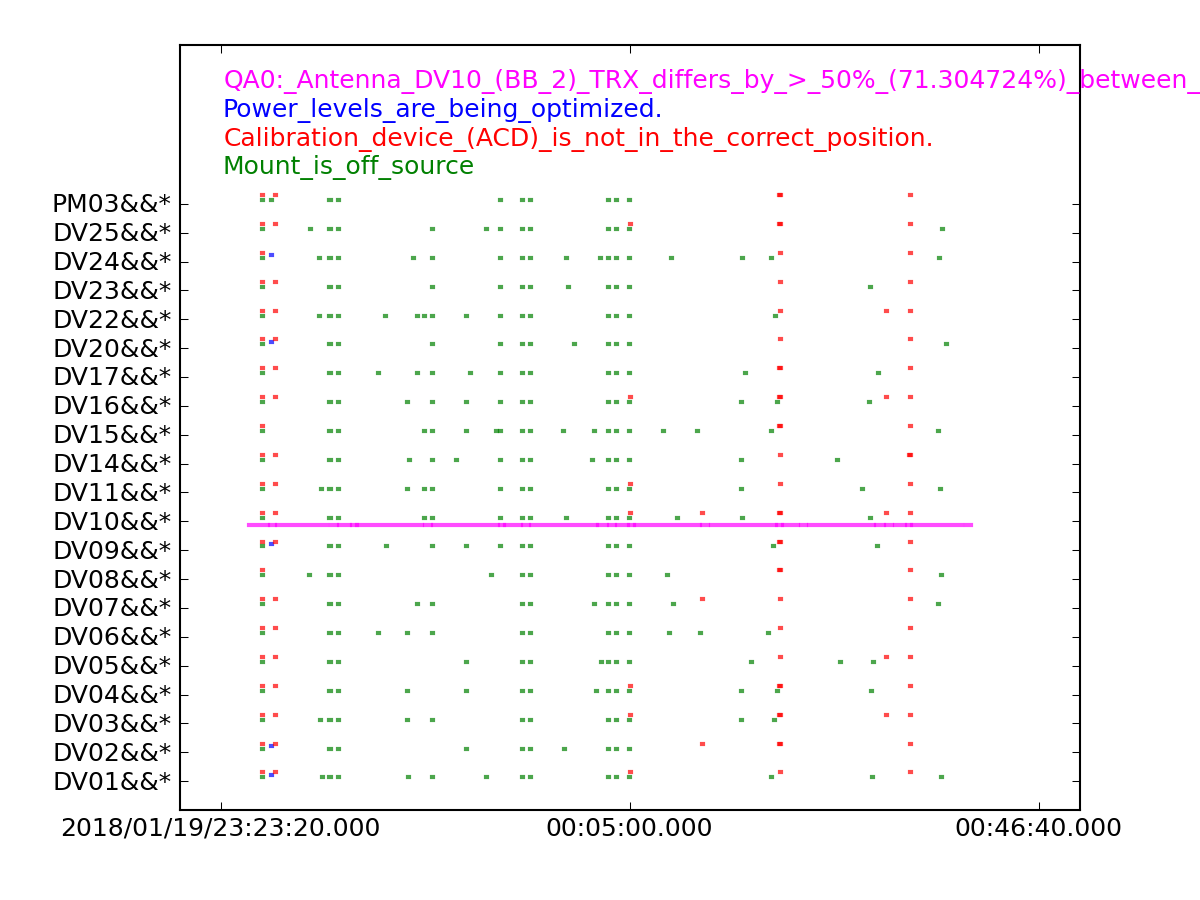 QA0:_Antenna_DV10_(BB_2)_TRX_differs_by_>_50%_(71.304724%)_between_
Power_levels_are_being_optimized.
Calibration_device_(ACD)_is_not_in_the_correct_position.
Mount_is_off_source
PM03&&*
DV25&&*
DV24&&*
DV23&&*
DV22&&*
DV20&&*
DV17&&*
DV16&&*
DV15&&*
DV14&&*
DV11&&*
DV10&&*
DV09&&*
DV08&&*
DV07&&*
DV06&&*
DV05&&*
DV04&&*
DV03&&*
DV02&&*
DV01&&*
2018/01/19/23:23:20.000 00:05:00.000 00:46:40.000